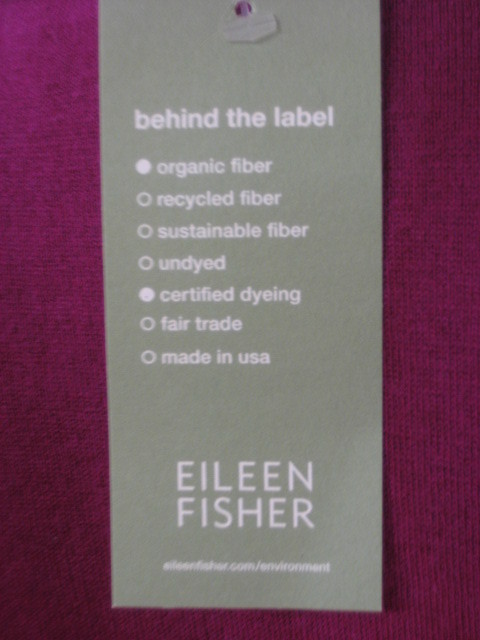 behind the label
organic fiber
recycled fiber
sustainable fiber
undyed
certified dyeing
fair trade
made in usa
EILEEN
FISHER
eileenfisher.com/environment